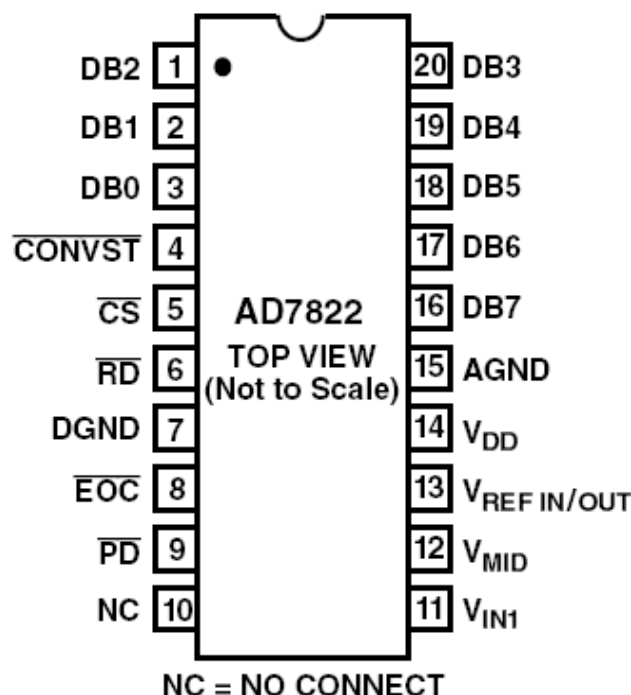 DB2 1 20 DB3
DB1 2 19 DB4
DB0 3 18 DB5
CONVST 4 17 DB6
CS 5 AD7822 16 DB7
RD 6 TOP VIEW 15 AGND
(Not to Scale)
DGND 7 14 VDD
EOC 8 13 VREF IN/OUT
PD 9 12 VMID
NC 10 11 VIN1
NC = NO CONNECT